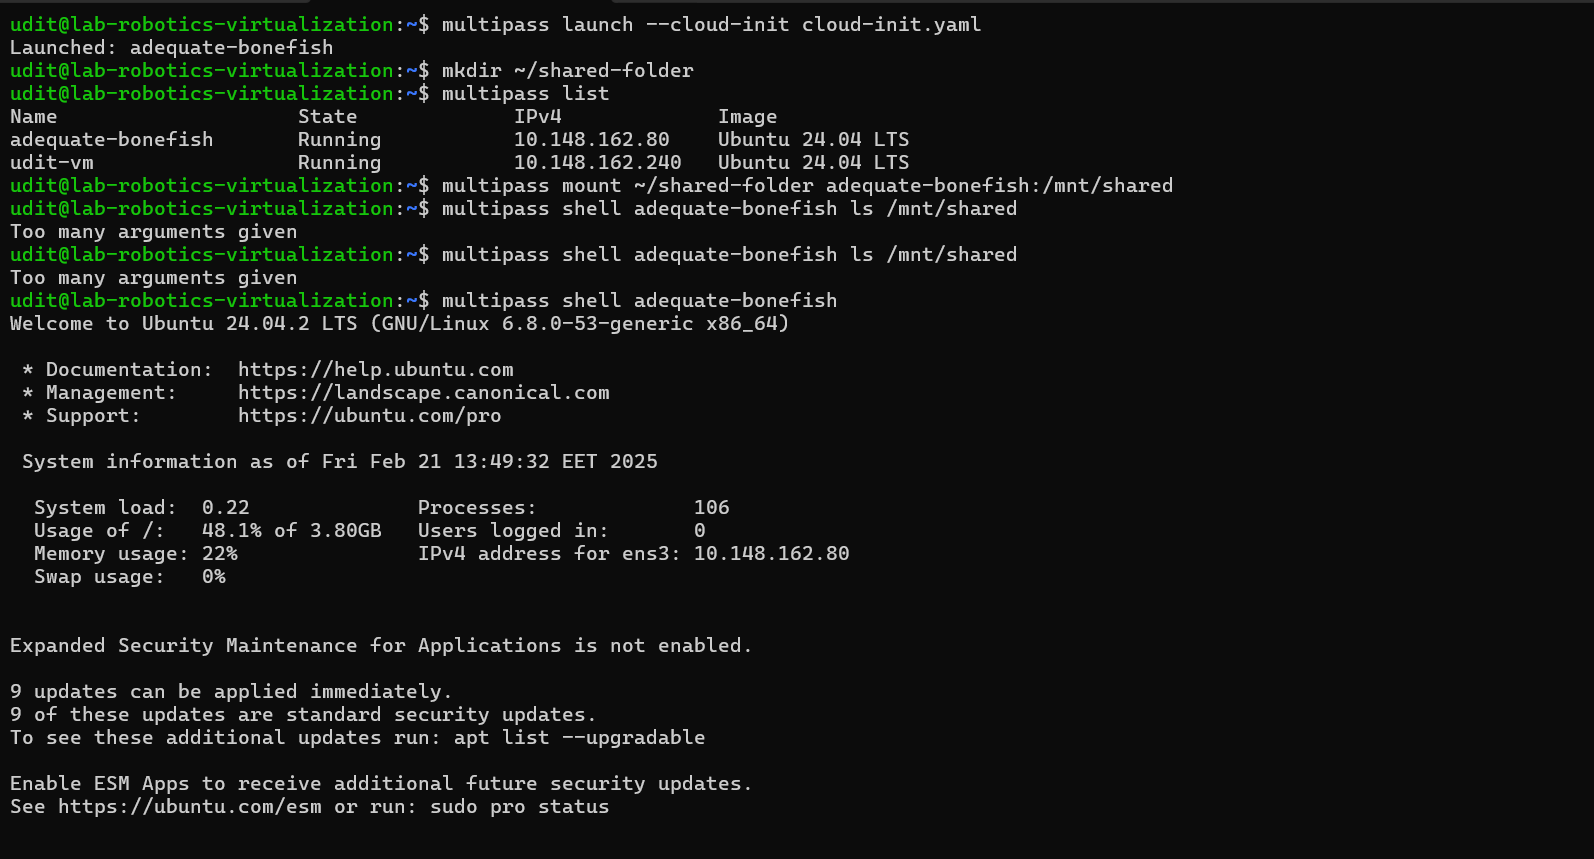 udit@lab-robotics-virtualization:~$ multipass launch --cloud-init cloud-init.yaml
Launched: adequate-bonefish
udit@lab-robotics-virtualization:~$ mkdir ~/shared-folder
udit@lab-robotics-virtualization:~$ multipass list
Name                    State             IPv4             Image
adequate-bonefish       Running           10.148.162.80    Ubuntu 24.04 LTS
udit-vm                 Running           10.148.162.240   Ubuntu 24.04 LTS
udit@lab-robotics-virtualization:~$ multipass mount ~/shared-folder adequate-bonefish:/mnt/shared
udit@lab-robotics-virtualization:~$ multipass shell adequate-bonefish ls /mnt/shared
Too many arguments given
udit@lab-robotics-virtualization:~$ multipass shell adequate-bonefish ls /mnt/shared
Too many arguments given
udit@lab-robotics-virtualization:~$ multipass shell adequate-bonefish
Welcome to Ubuntu 24.04.2 LTS (GNU/Linux 6.8.0-53-generic x86_64)

 * Documentation:  https://help.ubuntu.com
 * Management:     https://landscape.canonical.com
 * Support:        https://ubuntu.com/pro

 System information as of Fri Feb 21 13:49:32 EET 2025

  System load:  0.22              Processes:             106
  Usage of /:   48.1% of 3.80GB   Users logged in:       0
  Memory usage: 22%               IPv4 address for ens3: 10.148.162.80
  Swap usage:   0%

Expanded Security Maintenance for Applications is not enabled.

9 updates can be applied immediately.
9 of these updates are standard security updates.
To see these additional updates run: apt list --upgradable

Enable ESM Apps to receive additional future security updates.
See https://ubuntu.com/esm or run: sudo pro status